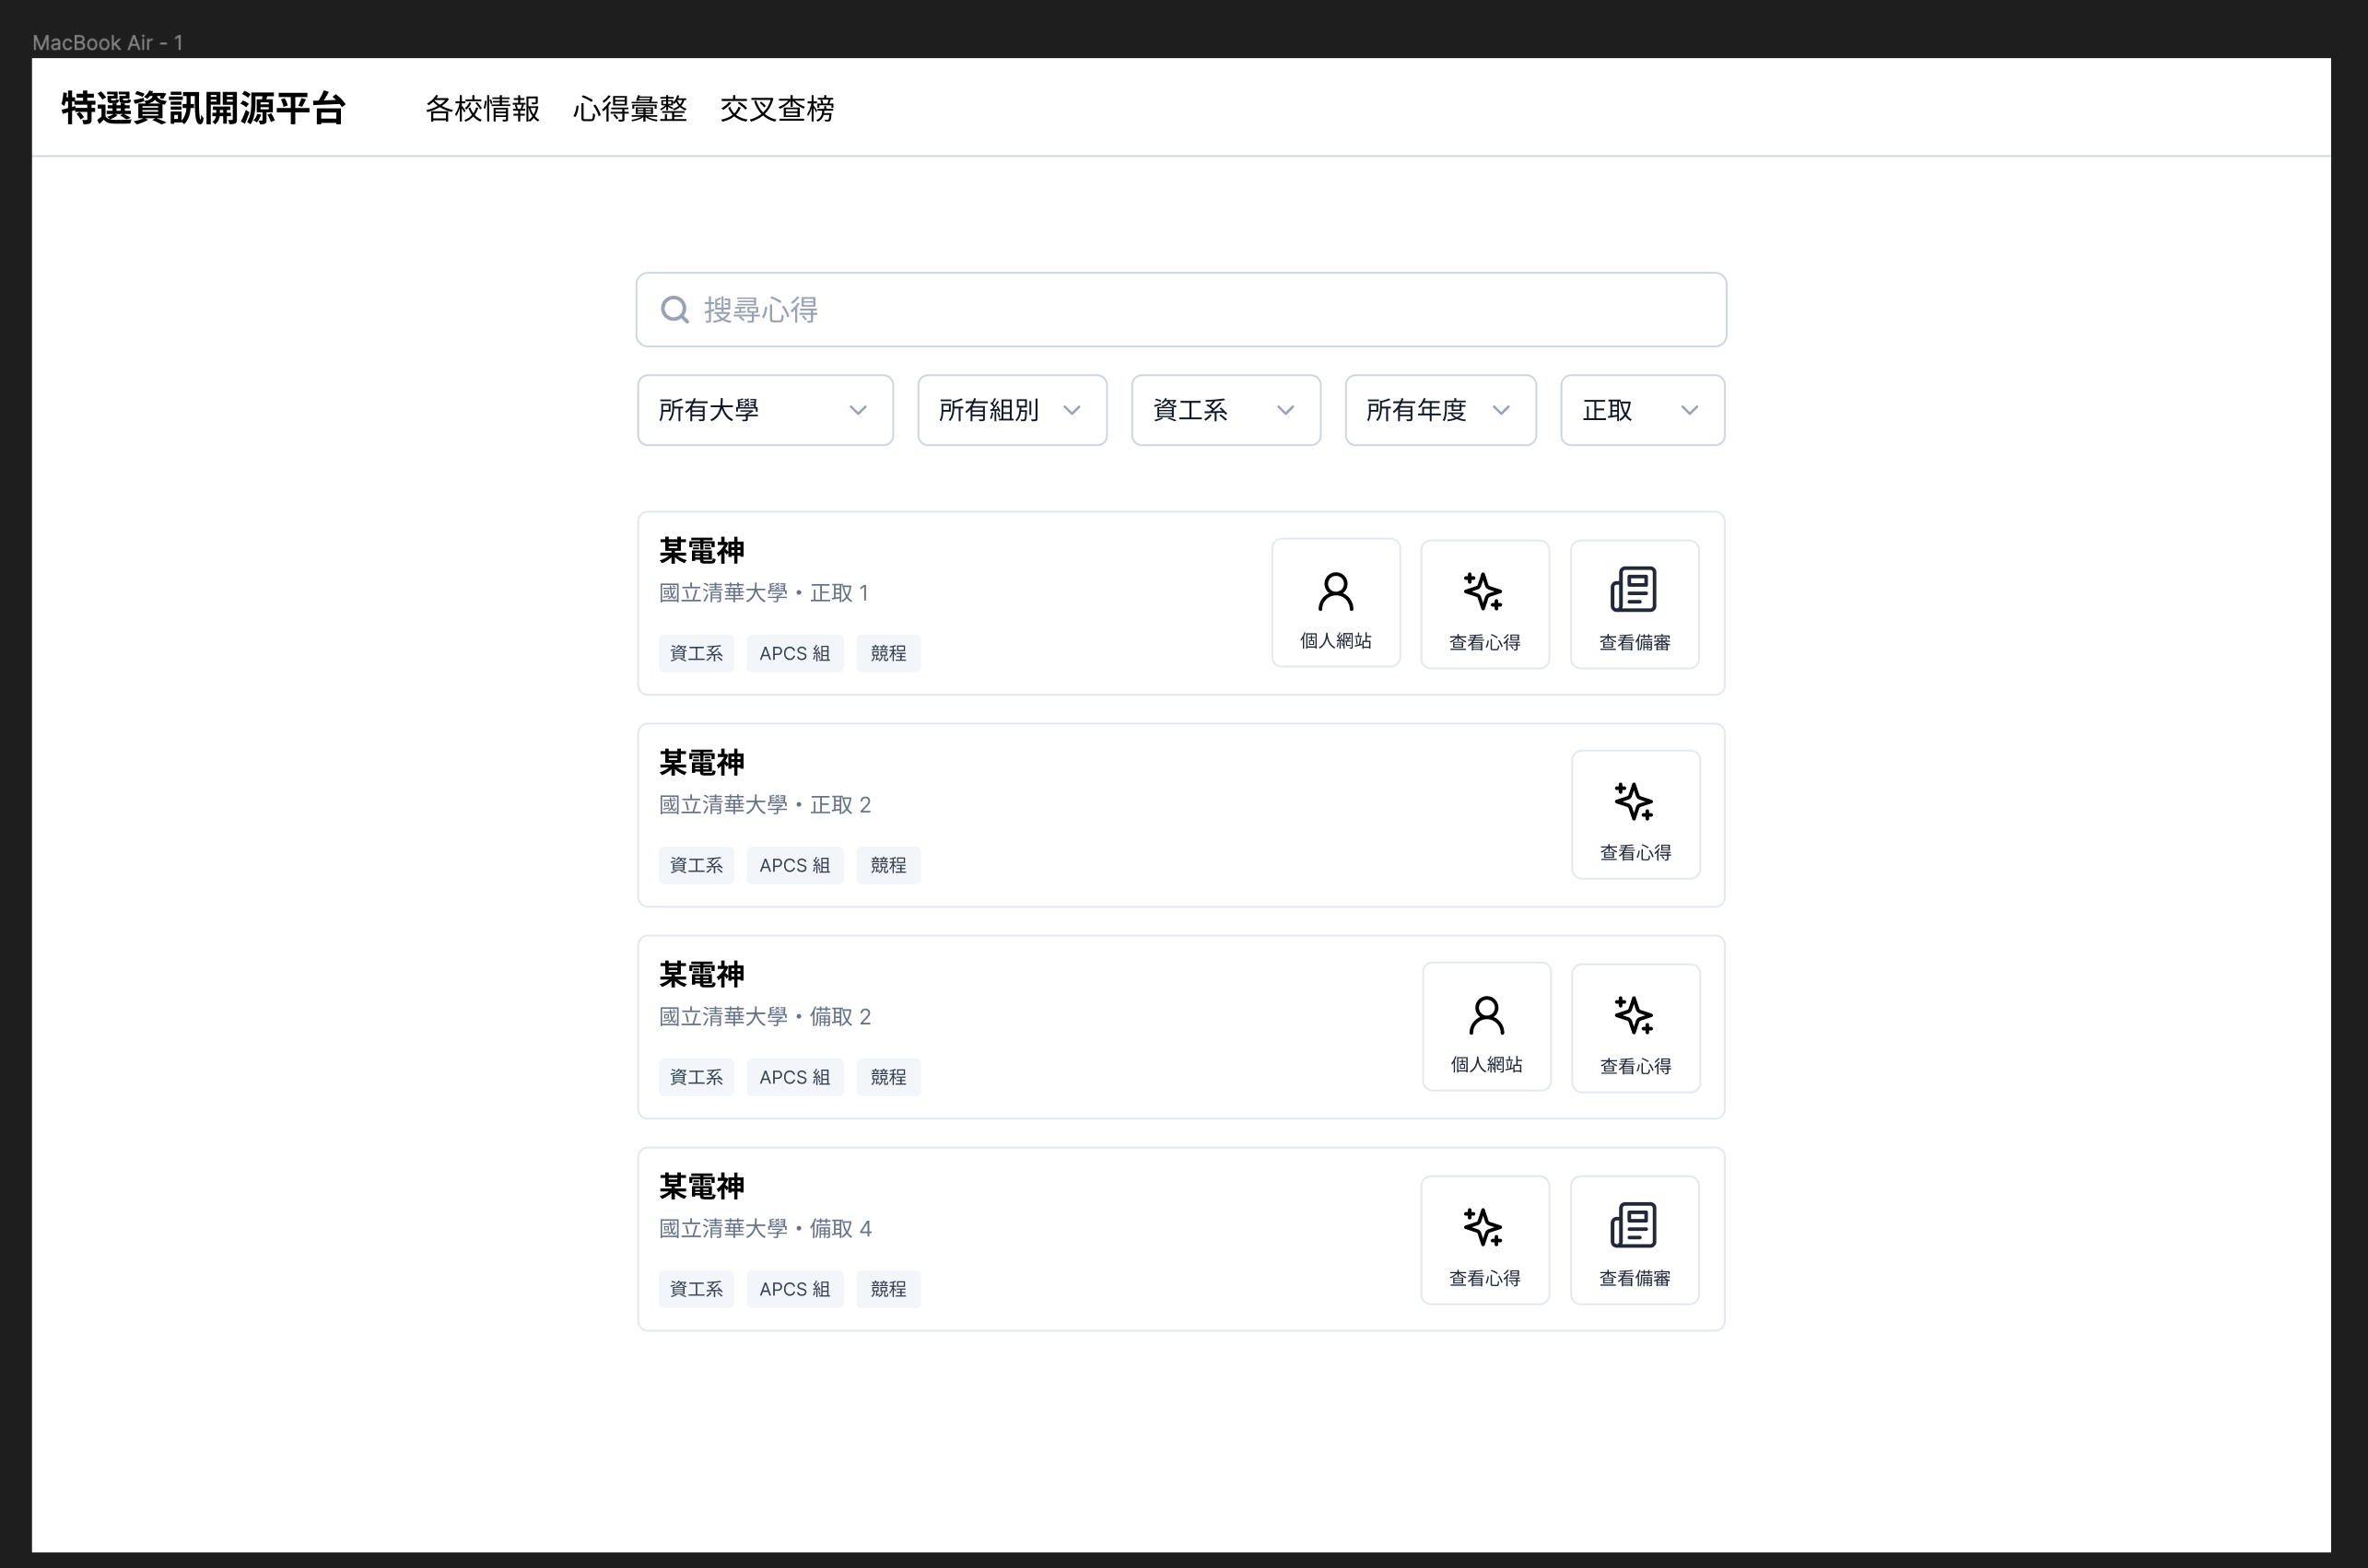 MacBook Air - 1
特選資訊開源平台 各校情報 心得彙整 交叉查榜
搜尋心得
所有大學 所有組別 資工系 所有年度 正取
某電神
國立清華大學・正取 1
資工系 APCS 組 競程
個人網站 查看心得 查看備審
某電神
國立清華大學・正取 2
資工系 APCS 組 競程
查看心得
某電神
國立清華大學・備取 2
資工系 APCS 組 競程
個人網站 查看心得
某電神
國立清華大學・備取 4
資工系 APCS 組 競程
查看心得 查看備審